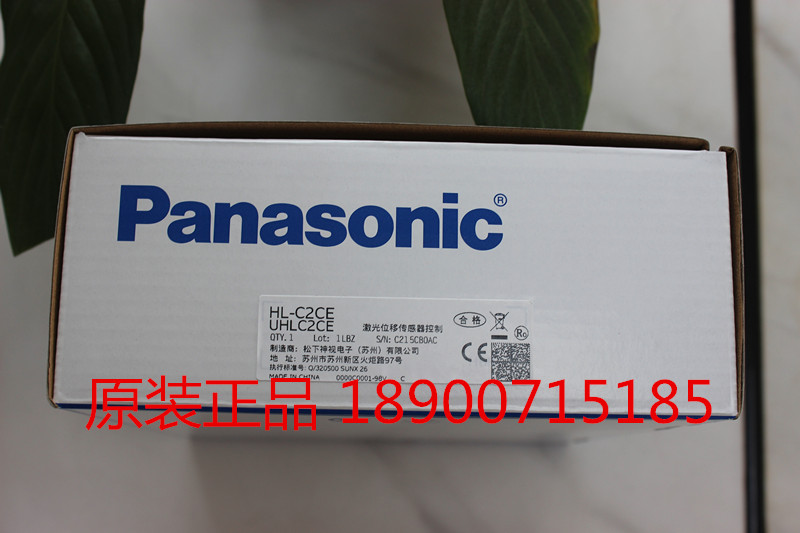 Panasonic®
HL-C2CE
UHLC2CE
激光位移传感器控制
合格
QTY.1 Lot: 1LBZ S/N: C215CB0AC
制造商: 松下神视电子（苏州）有限公司
地 址: 苏州市苏州新区火炬路97号
执行标准号: Q/320500 SUNX 26
MADE IN CHINA 0000C0001-98V C
CE
原装正品 18900715185